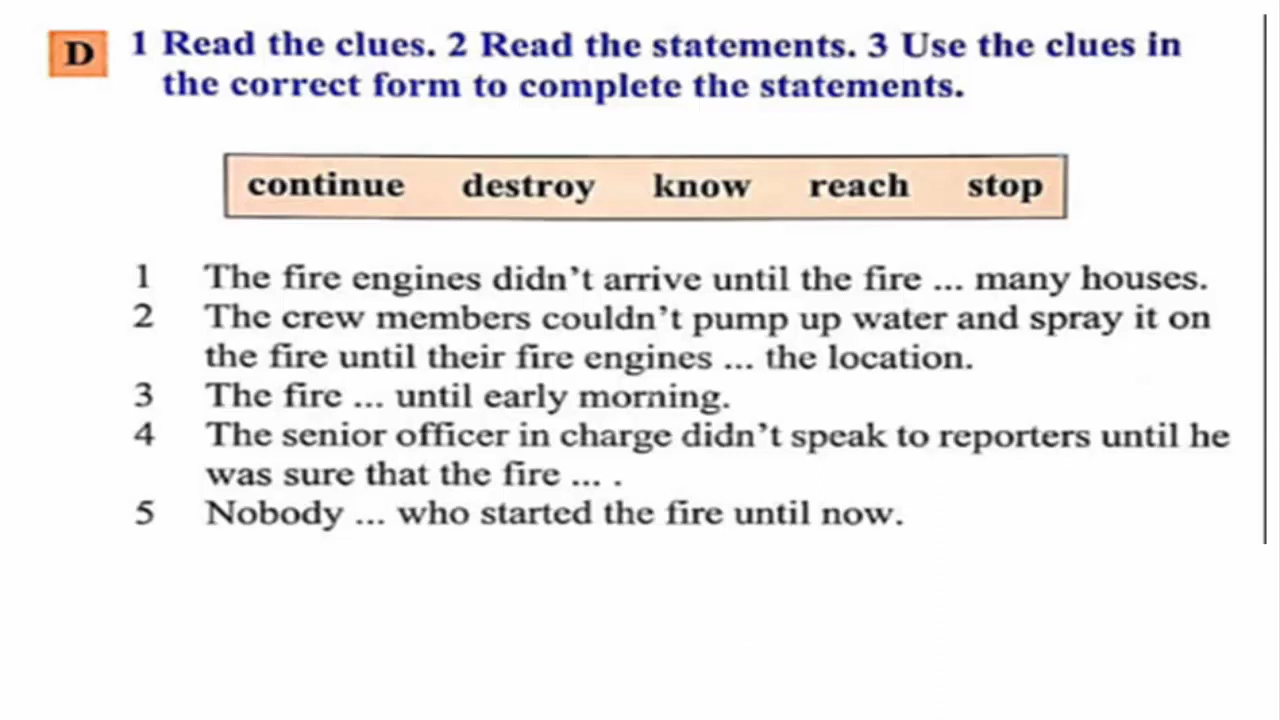 D 1 Read the clues. 2 Read the statements. 3 Use the clues in
the correct form to complete the statements.
continue destroy know reach stop
1 The fire engines didn't arrive until the fire ... many houses.
2 The crew members couldn't pump up water and spray it on
the fire until their fire engines ... the location.
3 The fire ... until early morning.
4 The senior officer in charge didn't speak to reporters until he
was sure that the fire ... .
5 Nobody ... who started the fire until now.